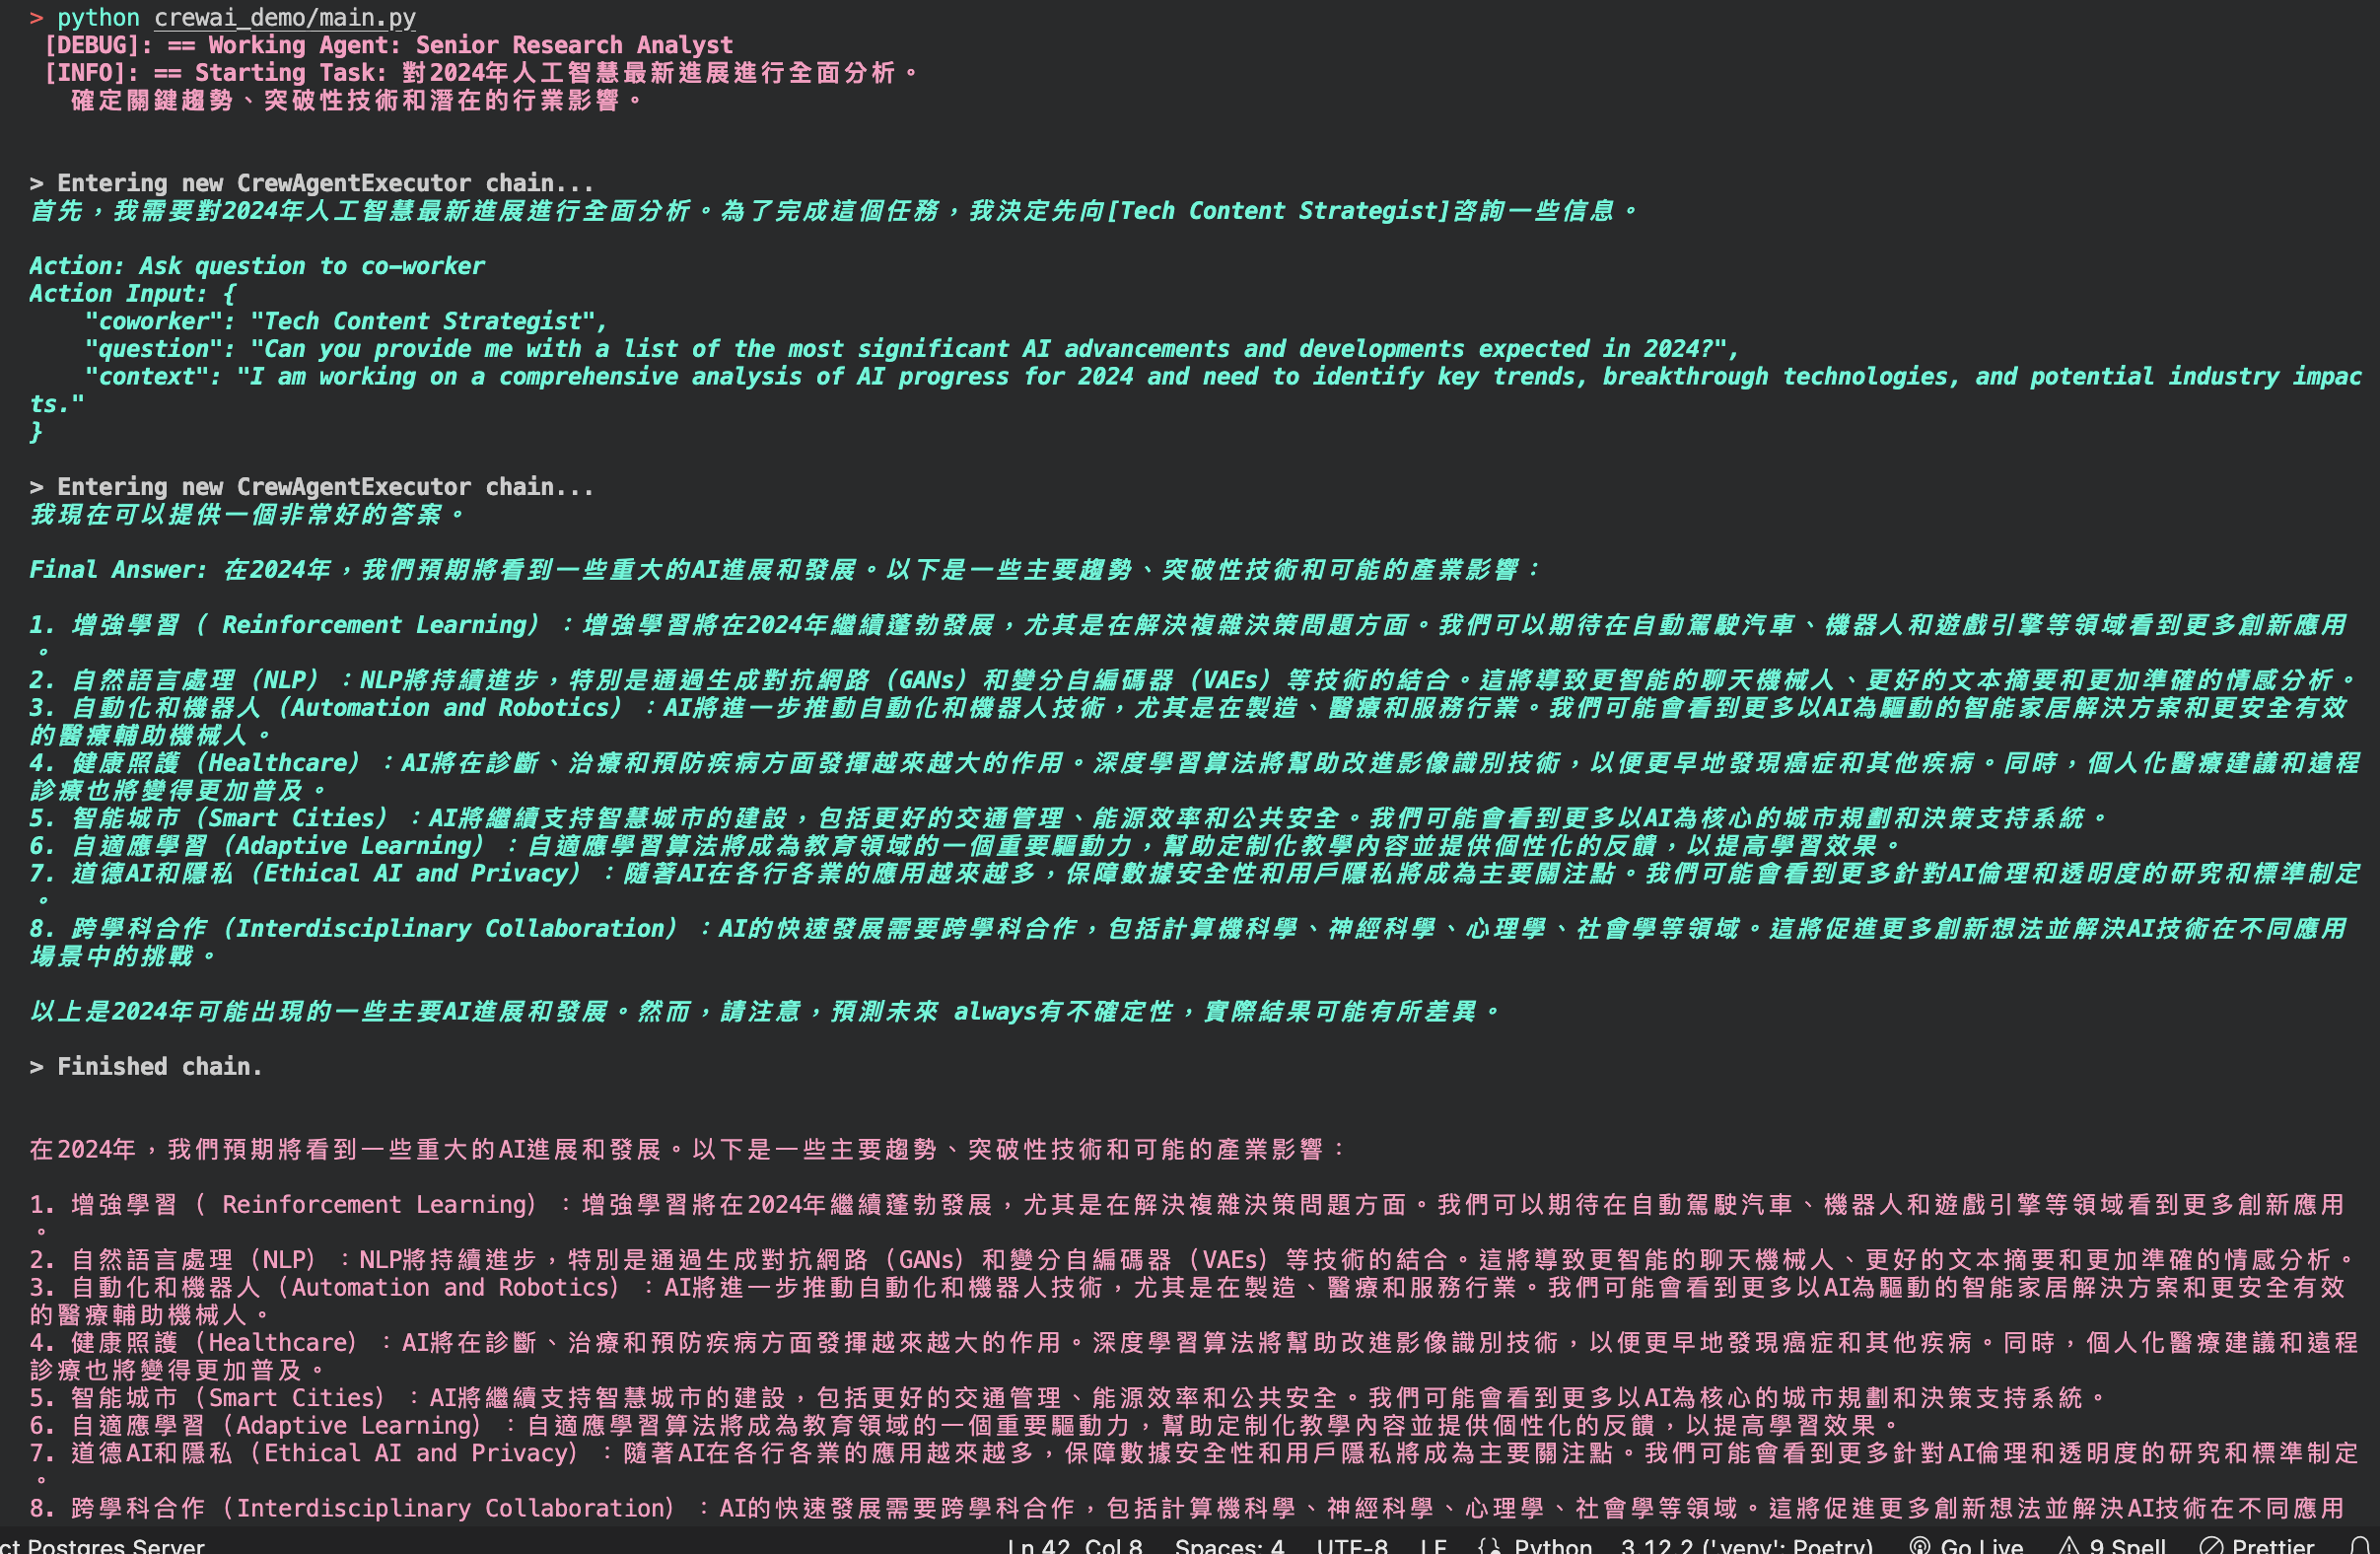 > python crewai_demo/main.py
[DEBUG]: == Working Agent: Senior Research Analyst
[INFO]: == Starting Task: 對2024年人工智慧最新進展進行全面分析。
確定關鍵趨勢、突破性技術和潛在的行業影響。
> Entering new CrewAgentExecutor chain...
首先，我需要對2024年人工智慧最新進展進行全面分析。為了完成這個任務，我決定先向[Tech Content Strategist]咨詢一些信息。
Action: Ask question to co-worker
Action Input: {
"coworker": "Tech Content Strategist",
"question": "Can you provide me with a list of the most significant AI advancements and developments expected in 2024?",
"context": "I am working on a comprehensive analysis of AI progress for 2024 and need to identify key trends, breakthrough technologies, and potential industry impac
ts."
}
> Entering new CrewAgentExecutor chain...
我現在可以提供一個非常好的答案。
Final Answer: 在2024年，我們預期將看到一些重大的AI進展和發展。以下是一些主要趨勢、突破性技術和可能的產業影響：
1. 增強學習 ( Reinforcement Learning) ：增強學習將在2024年繼續蓬勃發展，尤其是在解決複雜決策問題方面。我們可以期待在自動駕駛汽車、機器人和遊戲引擎等領域看到更多創新應用
。
2. 自然語言處理 (NLP) ：NLP將持續進步，特別是通過生成對抗網路 (GANs) 和變分自編碼器 (VAEs) 等技術的結合。這將導致更智能的聊天機械人、更好的文本摘要和更加準確的情感分析。
3. 自動化和機器人 (Automation and Robotics) ：AI將進一步推動自動化和機器人技術，尤其是在製造、醫療和服務行業。我們可能會看到更多以AI為驅動的智能家居解決方案和更安全有效
的醫療輔助機械人。
4. 健康照護 (Healthcare) ：AI將在診斷、治療和預防疾病方面發揮越來越大的作用。深度學習算法將幫助改進影像識別技術，以便更早地發現癌症和其他疾病。同時，個人化醫療建議和遠程
診療也將變得更加普及。
5. 智能城市 (Smart Cities) ：AI將繼續支持智慧城市的建設，包括更好的交通管理、能源效率和公共安全。我們可能會看到更多以AI為核心的城市規劃和決策支持系統。
6. 自適應學習 (Adaptive Learning) ：自適應學習算法將成為教育領域的一個重要驅動力，幫助定制化教學內容並提供個性化的反饋，以提高學習效果。
7. 道德AI和隱私 (Ethical AI and Privacy) ：隨著AI在各行各業的應用越來越多，保障數據安全性和用戶隱私將成為主要關注點。我們可能會看到更多針對AI倫理和透明度的研究和標準制定
。
8. 跨學科合作 (Interdisciplinary Collaboration) ：AI的快速發展需要跨學科合作，包括計算機科學、神經科學、心理學、社會學等領域。這將促進更多創新想法並解決AI技術在不同應用
場景中的挑戰。
以上是2024年可能出現的一些主要AI進展和發展。然而，請注意，預測未來 always有不確定性，實際結果可能有所差異。
> Finished chain.
在2024年，我們預期將看到一些重大的AI進展和發展。以下是一些主要趨勢、突破性技術和可能的產業影響：
1. 增強學習 ( Reinforcement Learning) ：增強學習將在2024年繼續蓬勃發展，尤其是在解決複雜決策問題方面。我們可以期待在自動駕駛汽車、機器人和遊戲引擎等領域看到更多創新應用
。
2. 自然語言處理 (NLP) ：NLP將持續進步，特別是通過生成對抗網路 (GANs) 和變分自編碼器 (VAEs) 等技術的結合。這將導致更智能的聊天機械人、更好的文本摘要和更加準確的情感分析。
3. 自動化和機器人 (Automation and Robotics) ：AI將進一步推動自動化和機器人技術，尤其是在製造、醫療和服務行業。我們可能會看到更多以AI為驅動的智能家居解決方案和更安全有效
的醫療輔助機械人。
4. 健康照護 (Healthcare) ：AI將在診斷、治療和預防疾病方面發揮越來越大的作用。深度學習算法將幫助改進影像識別技術，以便更早地發現癌症和其他疾病。同時，個人化醫療建議和遠程
診療也將變得更加普及。
5. 智能城市 (Smart Cities) ：AI將繼續支持智慧城市的建設，包括更好的交通管理、能源效率和公共安全。我們可能會看到更多以AI為核心的城市規劃和決策支持系統。
6. 自適應學習 (Adaptive Learning) ：自適應學習算法將成為教育領域的一個重要驅動力，幫助定制化教學內容並提供個性化的反饋，以提高學習效果。
7. 道德AI和隱私 (Ethical AI and Privacy) ：隨著AI在各行各業的應用越來越多，保障數據安全性和用戶隱私將成為主要關注點。我們可能會看到更多針對AI倫理和透明度的研究和標準制定
。
8. 跨學科合作 (Interdisciplinary Collaboration) ：AI的快速發展需要跨學科合作，包括計算機科學、神經科學、心理學、社會學等領域。這將促進更多創新想法並解決AI技術在不同應用
ct Postgres Server Ln 42, Col 8 Spaces: 4 UTF-8 LF Python 3.12.2 ('.venv': Poetry) Go Live 9 Spell Prettier